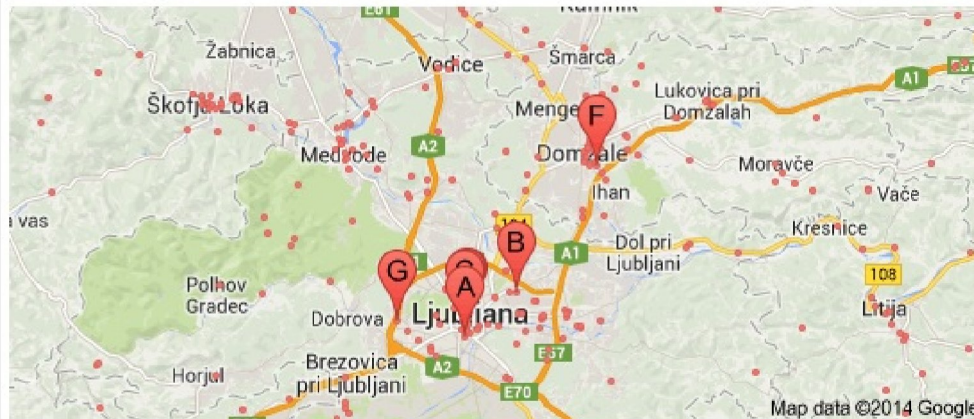 E61
Žabnica
Vodice
Šmarca
A1
Škofja Loka
Menge
F
Lukovica pri
Domžalah
A2
Medvode
Domžale
Moravče
Ihan
Vače
a vas
Kresnice
B
A1
Dol pri
Ljubljani
G
108
A
Polhov
Gradec
Dobrova
Ljubljana
Litija
Brezovica
pri Ljubljani
A2
E57
Horjul
E70
Map data ©2014 Google